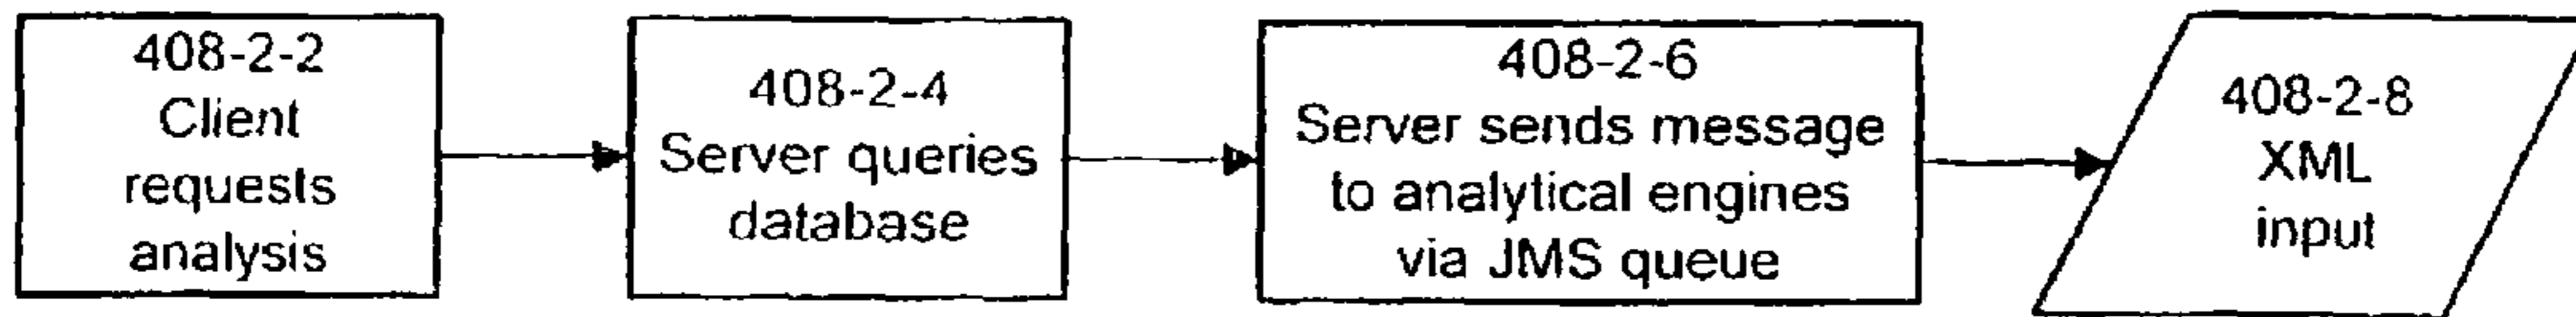 408-2-2
Client
requests
analysis
408-2-4
Server queries
database
408-2-6
Server sends message
to analytical engines
via JMS queue
408-2-8
XML
input